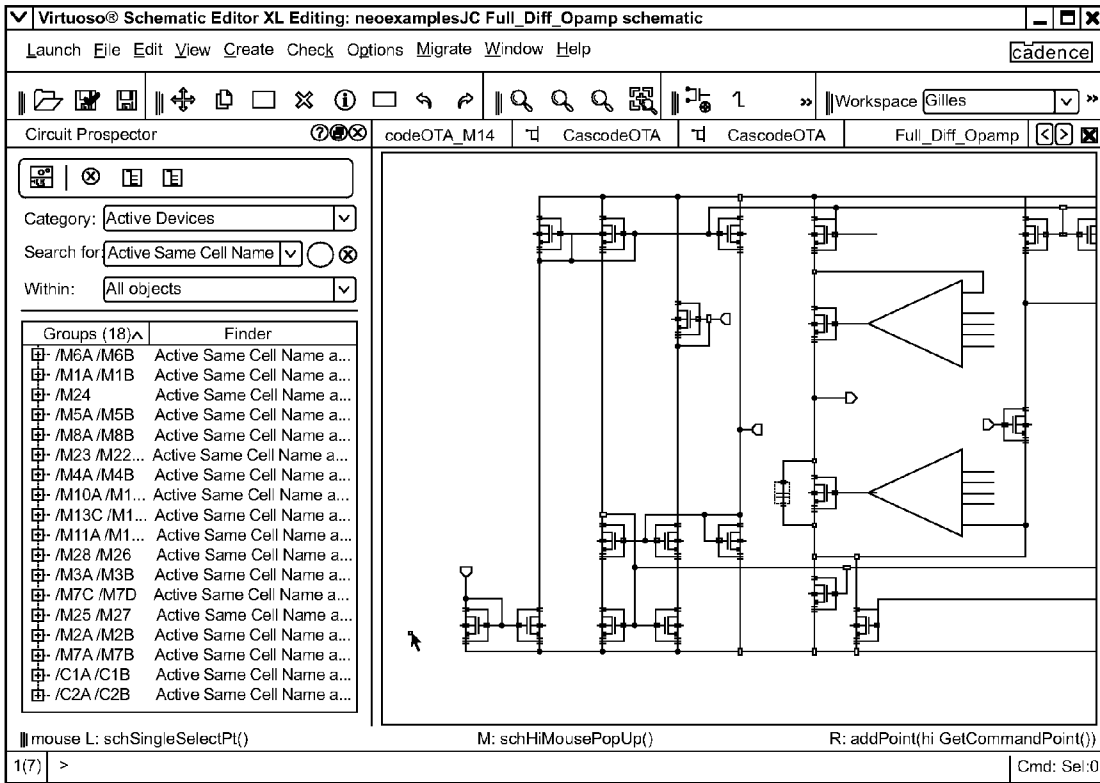 Virtuoso® Schematic Editor XL Editing: neoexamplesJC Full_Diff_Opamp schematic
Launch File Edit View Create Check Options Migrate Window Help
cādence
1 » Workspace Gilles »
Circuit Prospector
codeOTA_M14 CascodeOTA CascodeOTA Full_Diff_Opamp
Category: Active Devices
Search for: Active Same Cell Name
Within: All objects
Groups (18) Finder
/M6A /M6B Active Same Cell Name a...
/M1A /M1B Active Same Cell Name a...
/M24 Active Same Cell Name a...
/M5A /M5B Active Same Cell Name a...
/M8A /M8B Active Same Cell Name a...
/M23 /M22... Active Same Cell Name a...
/M4A /M4B Active Same Cell Name a...
/M10A /M1... Active Same Cell Name a...
/M13C /M1... Active Same Cell Name a...
/M11A /M1... Active Same Cell Name a...
/M28 /M26 Active Same Cell Name a...
/M3A /M3B Active Same Cell Name a...
/M7C /M7D Active Same Cell Name a...
/M25 /M27 Active Same Cell Name a...
/M2A /M2B Active Same Cell Name a...
/M7A /M7B Active Same Cell Name a...
/C1A /C1B Active Same Cell Name a...
/C2A /C2B Active Same Cell Name a...
mouse L: schSingleSelectPt() M: schHiMousePopUp() R: addPoint(hi GetCommandPoint())
1(7) > Cmd: Sel:0